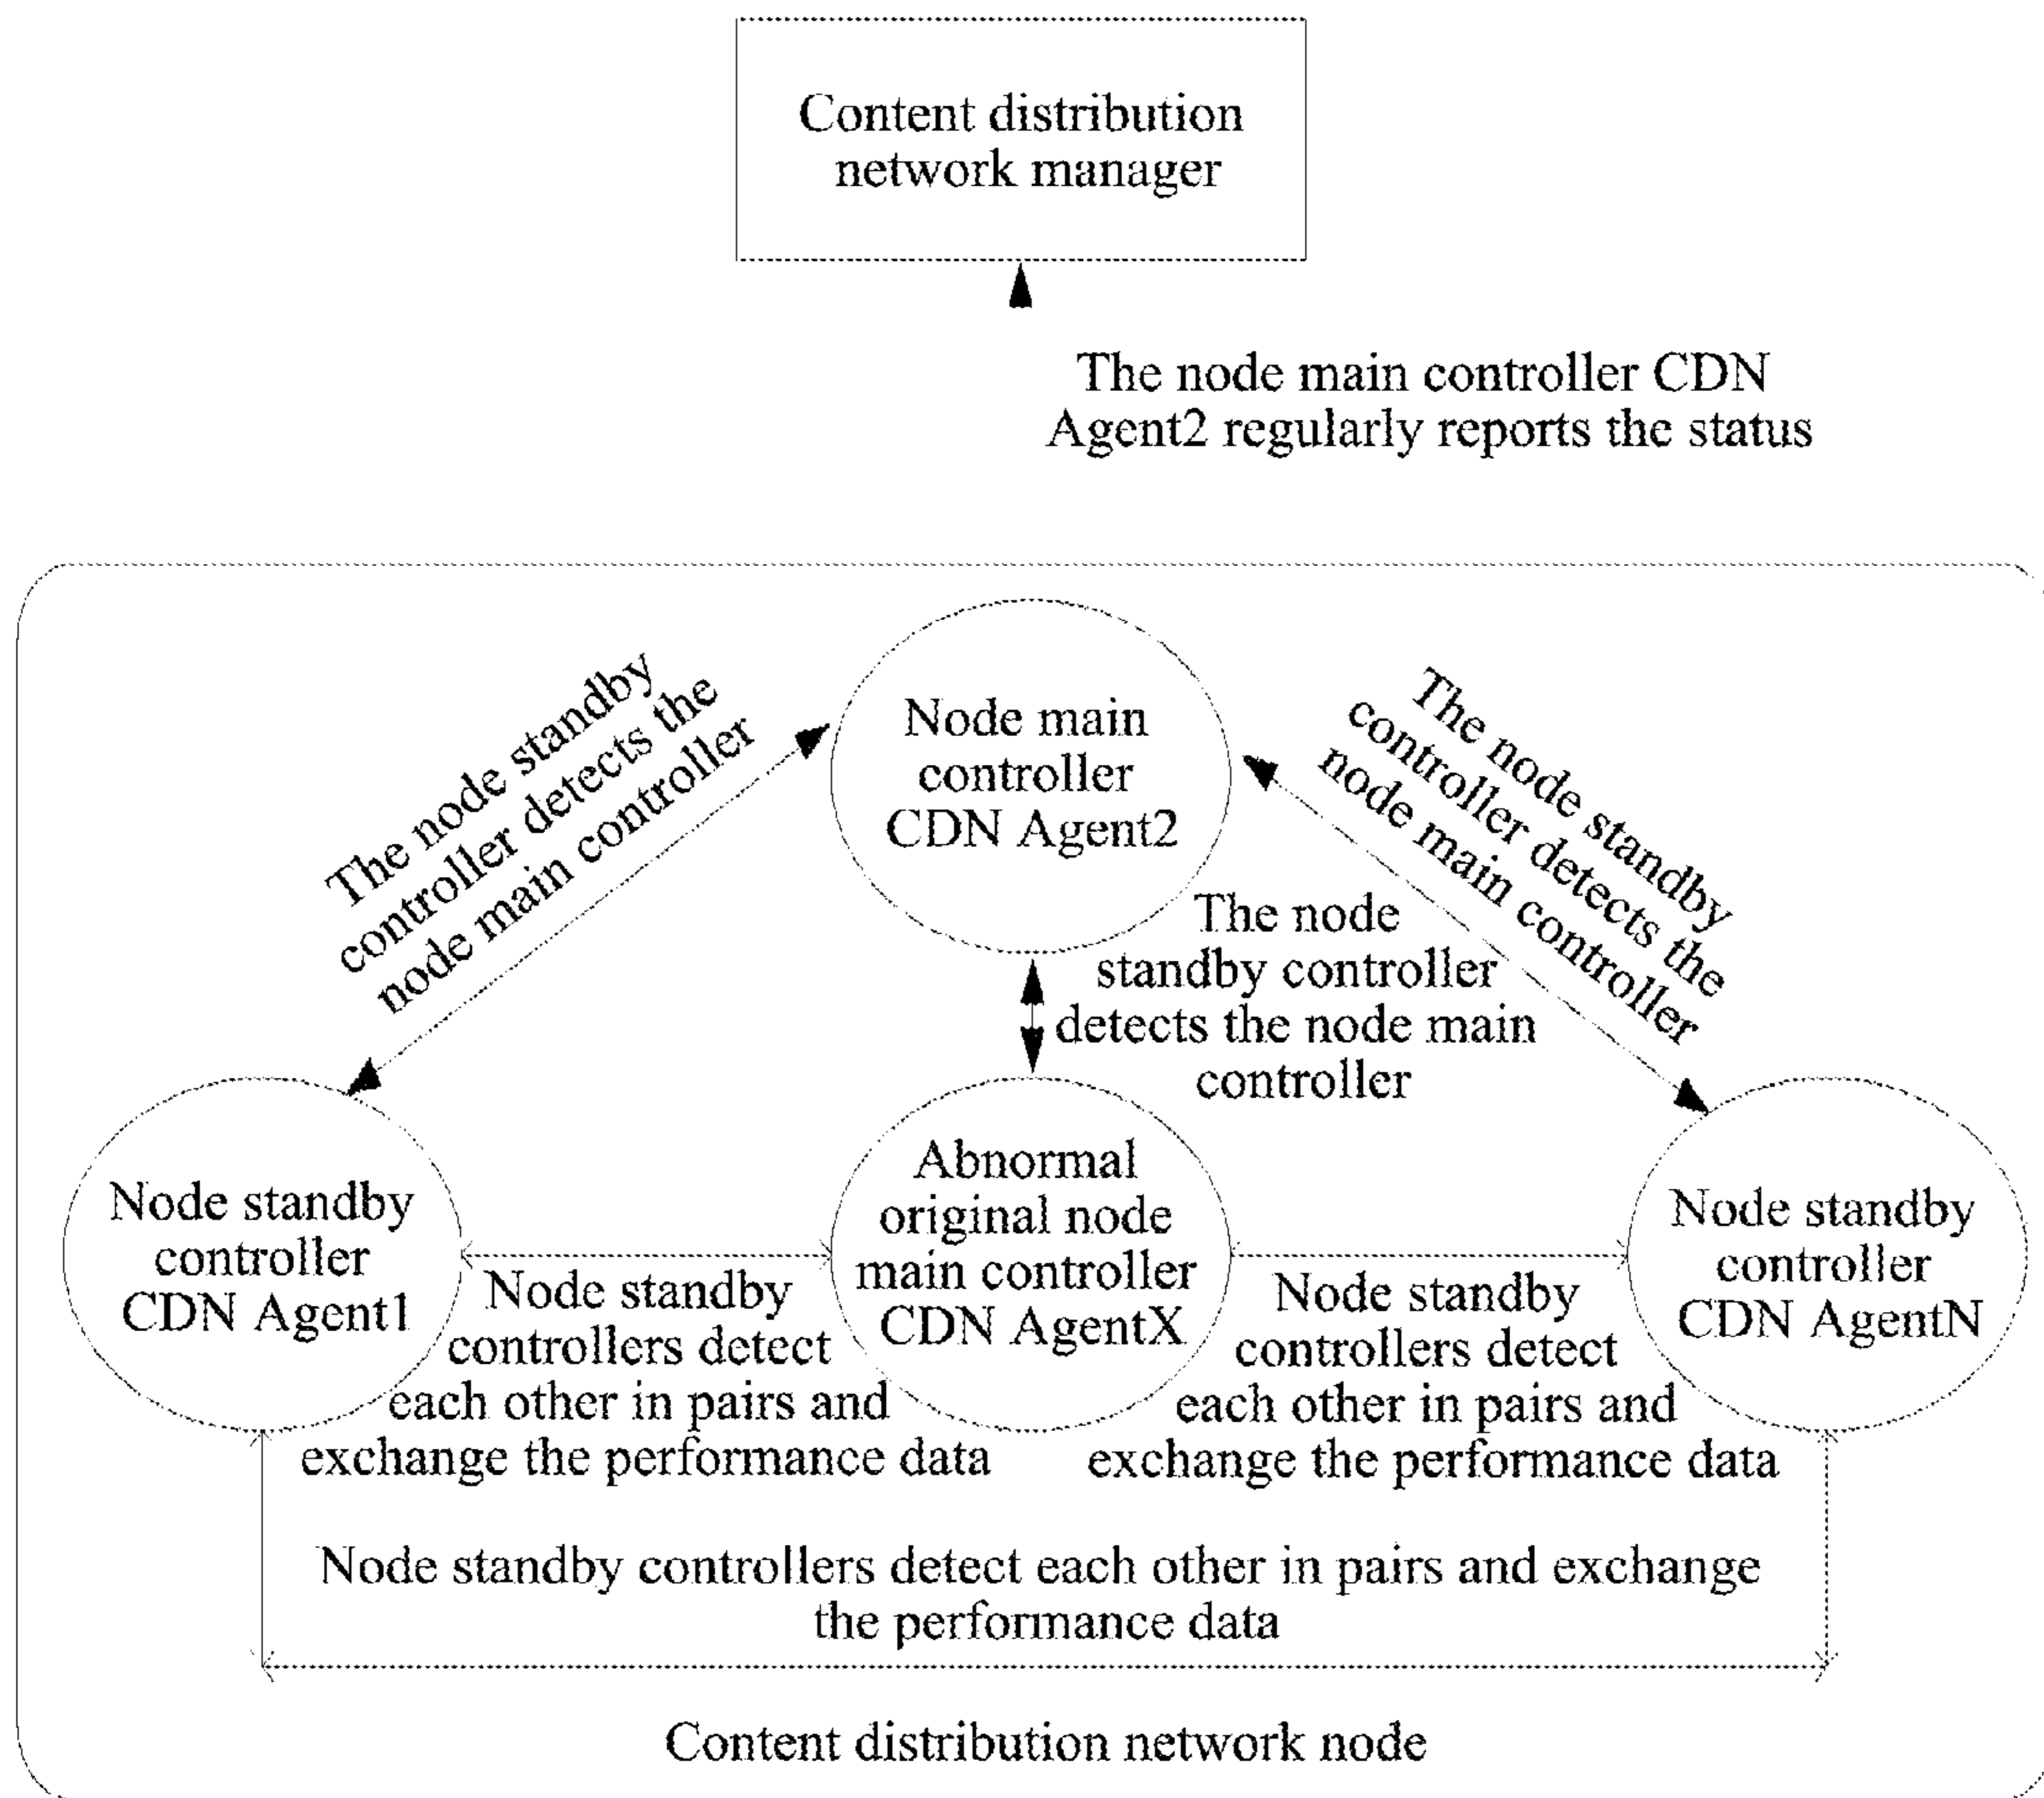 Content distribution
network manager
The node main controller CDN
Agent2 regularly reports the status
The node standby
controller detects the
node main controller
Node main
controller
CDN Agent2
The node standby
controller detects the
node main controller
The node
standby controller
detects the node main
controller
Node standby
controller
CDN Agent1
Abnormal
original node
main controller
CDN AgentX
Node standby
controller
CDN AgentN
Node standby
controllers detect
each other in pairs and
exchange the performance data
Node standby
controllers detect
each other in pairs and
exchange the performance data
Node standby controllers detect each other in pairs and exchange
the performance data
Content distribution network node